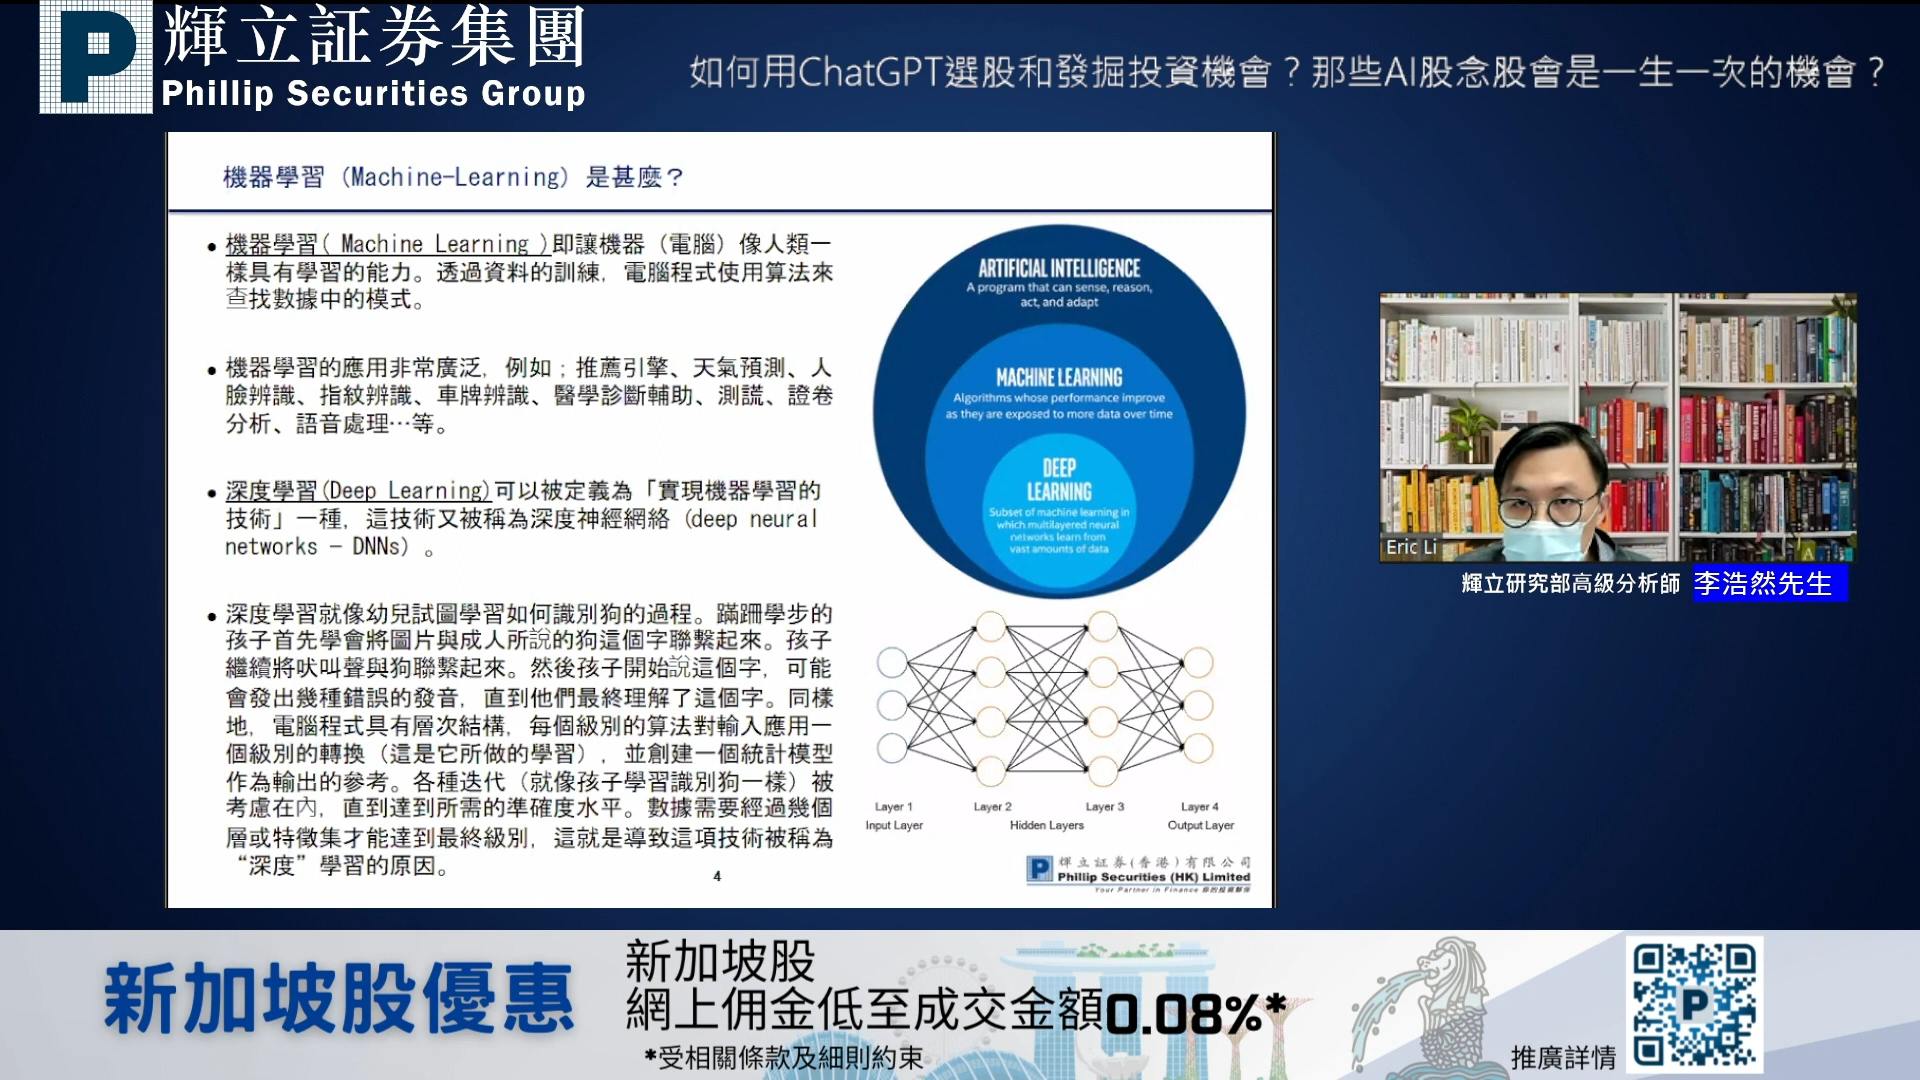 輝立証券集團
Phillip Securities Group
如何用ChatGPT選股和發掘投資機會？那些AI股念股會是一生一次的機會？
機器學習 (Machine-Learning) 是甚麼？
• 機器學習( Machine Learning )即讓機器（電腦）像人類一
樣具有學習的能力。透過資料的訓練，電腦程式使用算法來
查找數據中的模式。
• 機器學習的應用非常廣泛，例如；推薦引擎、天氣預測、人
臉辨識、指紋辨識、車牌辨識、醫學診斷輔助、測謊、證卷
分析、語音處理…等。
• 深度學習(Deep Learning)可以被定義為「實現機器學習的
技術」一種，這技術又被稱為深度神經網絡 (deep neural
networks – DNNs) 。
• 深度學習就像幼兒試圖學習如何識別狗的過程。蹣跚學步的
孩子首先學會將圖片與成人所說的狗這個字聯繫起來。孩子
繼續將吠叫聲與狗聯繫起來。然後孩子開始說這個字，可能
會發出幾種錯誤的發音，直到他們最終理解了這個字。同樣
地，電腦程式具有層次結構，每個級別的算法對輸入應用一
個級別的轉換（這是它所做的學習），並創建一個統計模型
作為輸出的參考。各種迭代（就像孩子學習識別狗一樣）被
考慮在內，直到達到所需的準確度水平。數據需要經過幾個
層或特徵集才能達到最終級別，這就是導致這項技術被稱為
“深度”學習的原因。
ARTIFICIAL INTELLIGENCE
A program that can sense, reason,
act, and adapt
MACHINE LEARNING
Algorithms whose performance improve
as they are exposed to more data over time
DEEP
LEARNING
Subset of machine learning in
which multilayered neural
networks learn from
vast amounts of data
Layer 1 Layer 2 Layer 3 Layer 4
Input Layer Hidden Layers Output Layer
4
輝立証券(香港)有限公司
Phillip Securities (HK) Limited
Your Partner in Finance 你的投資夥伴
Eric Li
輝立研究部高級分析師 李浩然先生
新加坡股優惠
新加坡股
網上佣金低至成交金額0.08%*
*受相關條款及細則約束
推廣詳情